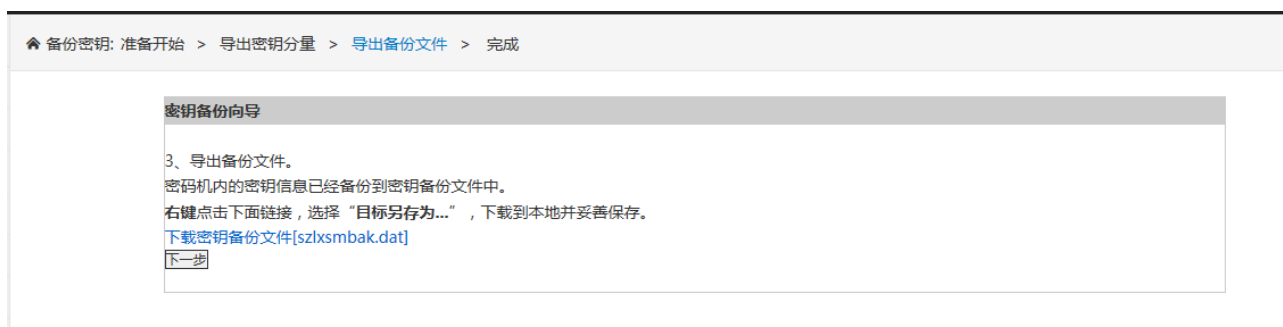 备份密钥: 准备开始 > 导出密钥分量 > 导出备份文件 > 完成
密钥备份向导
3、导出备份文件。
密码机内的密钥信息已经备份到密钥备份文件中。
右键点击下面链接，选择“目标另存为...”，下载到本地并妥善保存。
下载密钥备份文件[szlxsmbak.dat]
下一步